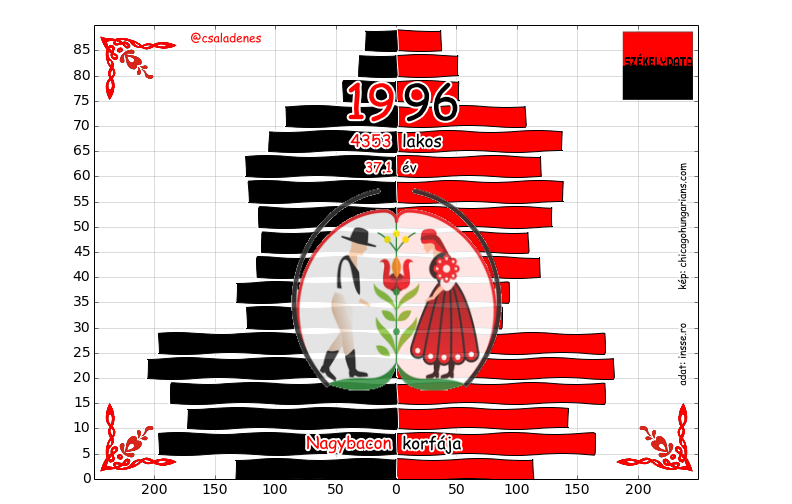 @csaladenes
SZÉKELYDATA
1996
4353 lakos
37.1 év
kép: chicagohungarians.com
adat: insse.ro
Nagybacon korfája
85
80
75
70
65
60
55
50
45
40
35
30
25
20
15
10
5
0
200 150 100 50 0 50 100 150 200